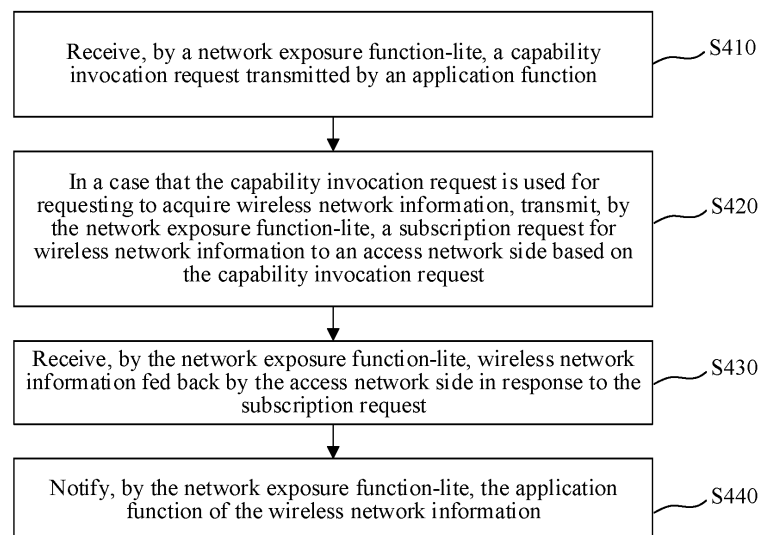 Receive, by a network exposure function-lite, a capability
invocation request transmitted by an application function
S410
In a case that the capability invocation request is used for
requesting to acquire wireless network information, transmit, by
the network exposure function-lite, a subscription request for
wireless network information to an access network side based on
the capability invocation request
S420
Receive, by the network exposure function-lite, wireless network
information fed back by the access network side in response to the
subscription request
S430
Notify, by the network exposure function-lite, the application
function of the wireless network information
S440